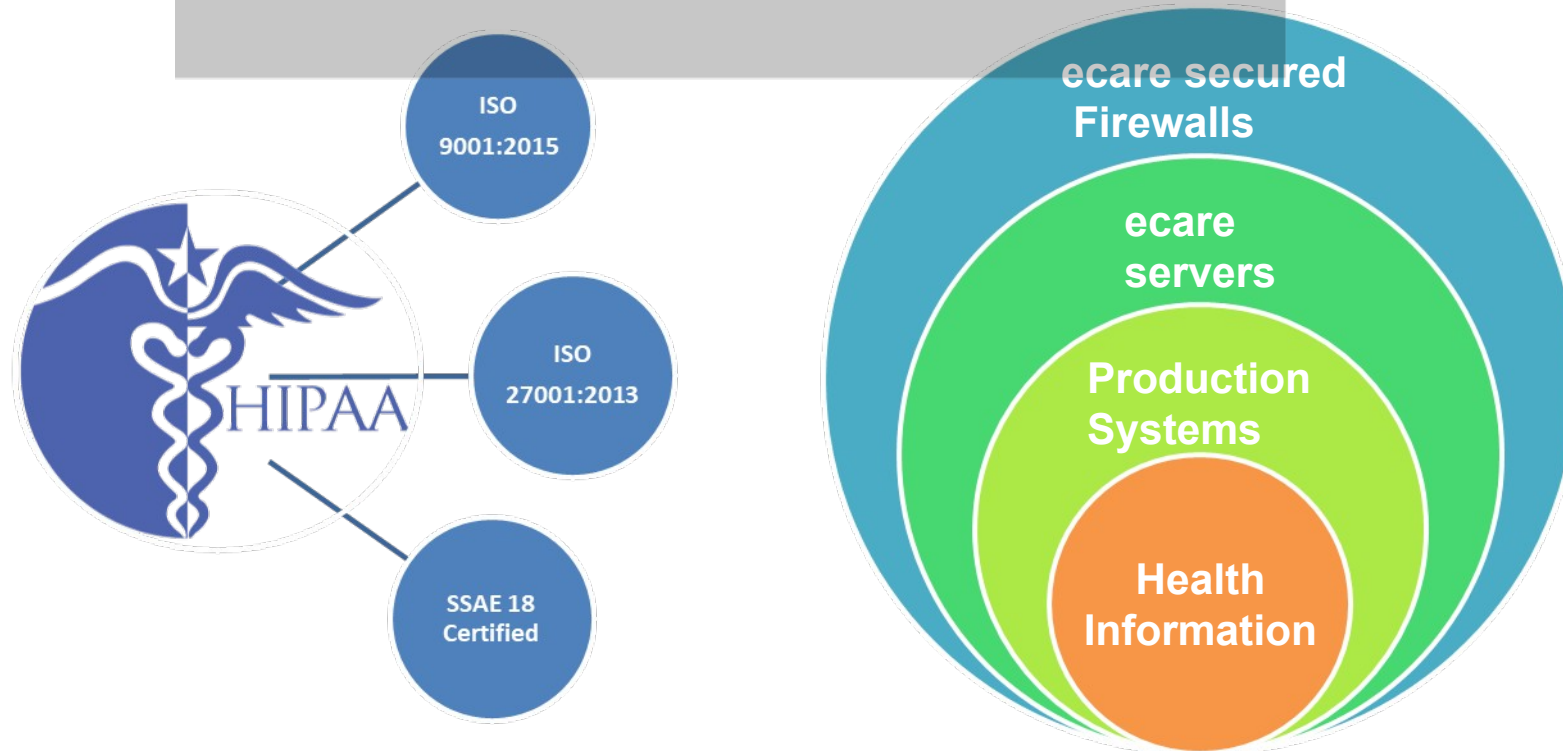 ISO
9001:2015
HIPAA
ISO
27001:2013
SSAE 18
Certified
ecare secured
Firewalls
ecare
servers
Production
Systems
Health
Information